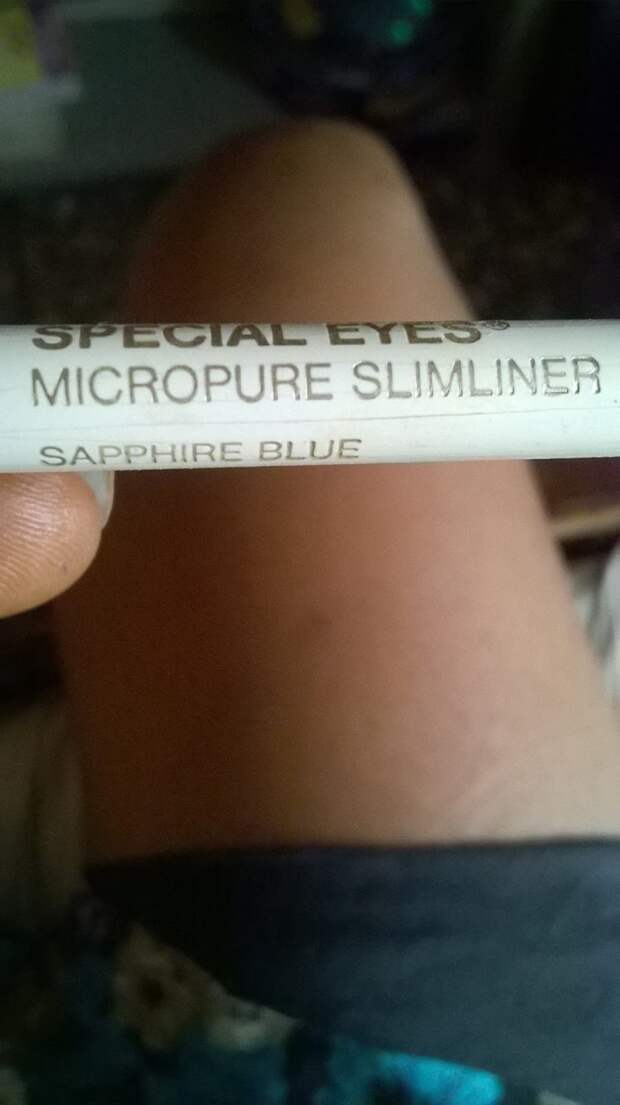 SPECIAL EYES®
MICROPURE SLIMLINER
SAPPHIRE BLUE